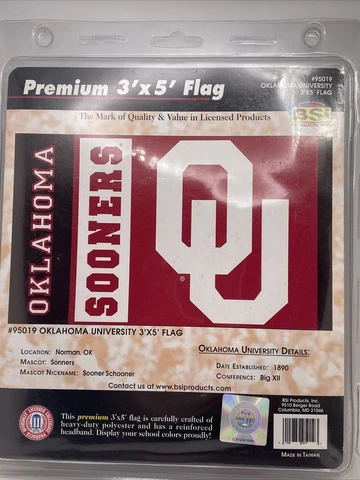 Premium 3'x5' Flag
#95019
OKLAHOMA UNIVERSITY
3'X5' FLAG
The Mark of Quality & Value in Licensed Products
BSI
OKLAHOMA
SOONERS
OU
®
#95019 OKLAHOMA UNIVERSITY 3'X5' FLAG
LOCATION: Norman, OK
MASCOT: Sonners
MASCOT NICKNAME: Sooner Schooner
OKLAHOMA UNIVERSITY DETAILS:
DATE ESTABLISHED: 1890
CONFERENCE: Big XII
Contact us at www.bsiproducts.com
This premium 3'x5' flag is carefully crafted of
heavy-duty polyester and has a reinforced
headband. Display your school colors proudly!
BSI Products, Inc.
9510 Berger Road
Columbia, MD 21046
MADE IN TAIWAN